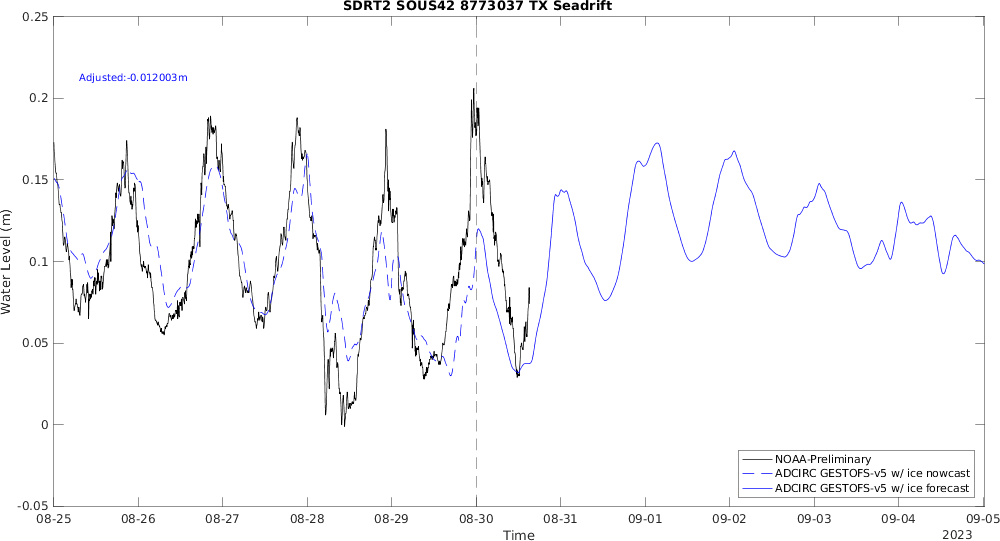 SDRT2 SOUS42 8773037 TX Seadrift
0.25
Adjusted:-0.012003m
0.2
0.15
0.1
0.05
0
-0.05
Water Level (m)
NOAA-Preliminary
ADCIRC GESTOFS-v5 w/ ice nowcast
ADCIRC GESTOFS-v5 w/ ice forecast
08-25 08-26 08-27 08-28 08-29 08-30 08-31 09-01 09-02 09-03 09-04 09-05
Time
2023